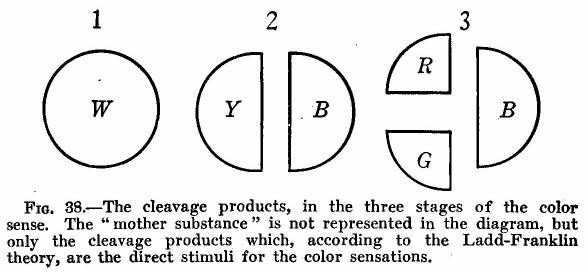 1 2 3
W Y B R B
G
FIG. 38.—The cleavage products, in the three stages of the color
sense. The "mother substance" is not represented in the diagram, but
only the cleavage products which, according to the Ladd-Franklin
theory, are the direct stimuli for the color sensations.